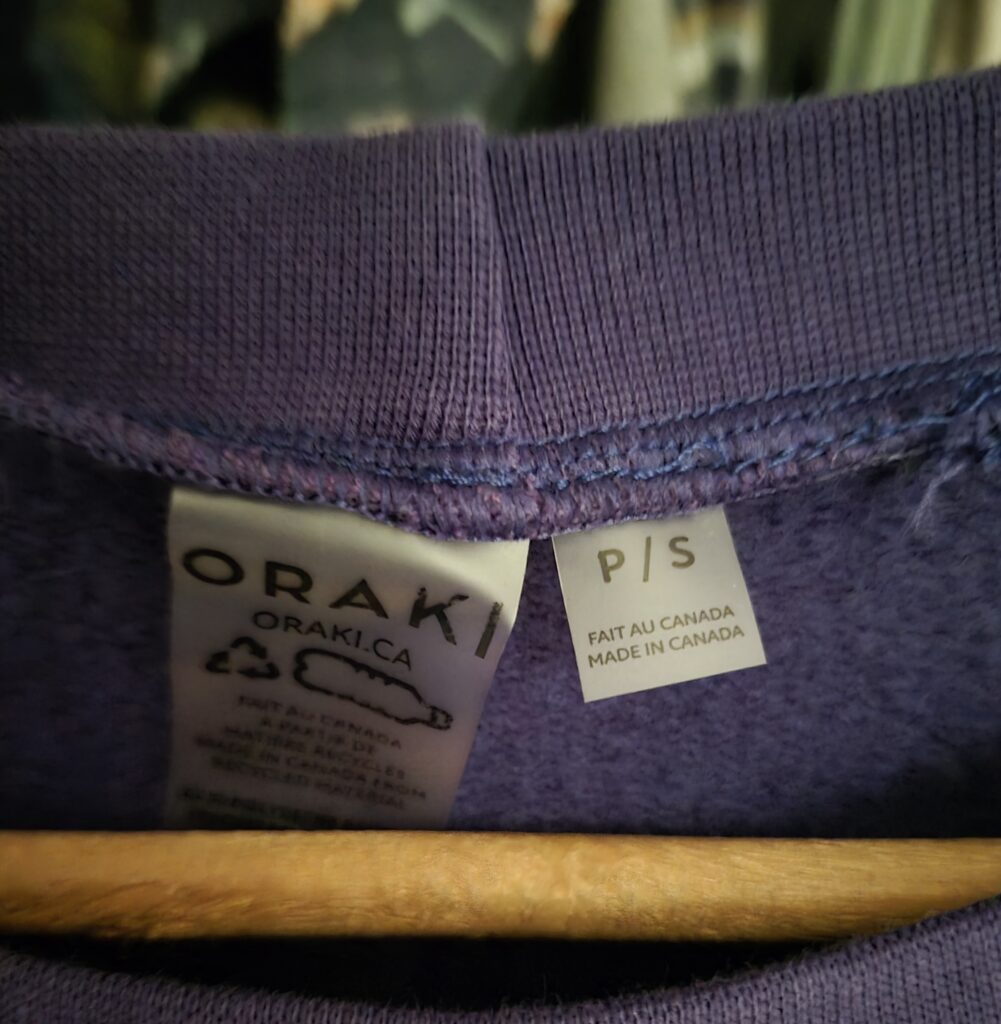 ORAKI
ORAKI.CA
FAIT AU CANADA
À PARTIR DE
MATIÈRE RECYCLÉE
MADE IN CANADA FROM
RECYCLED MATERIAL
P / S
FAIT AU CANADA
MADE IN CANADA